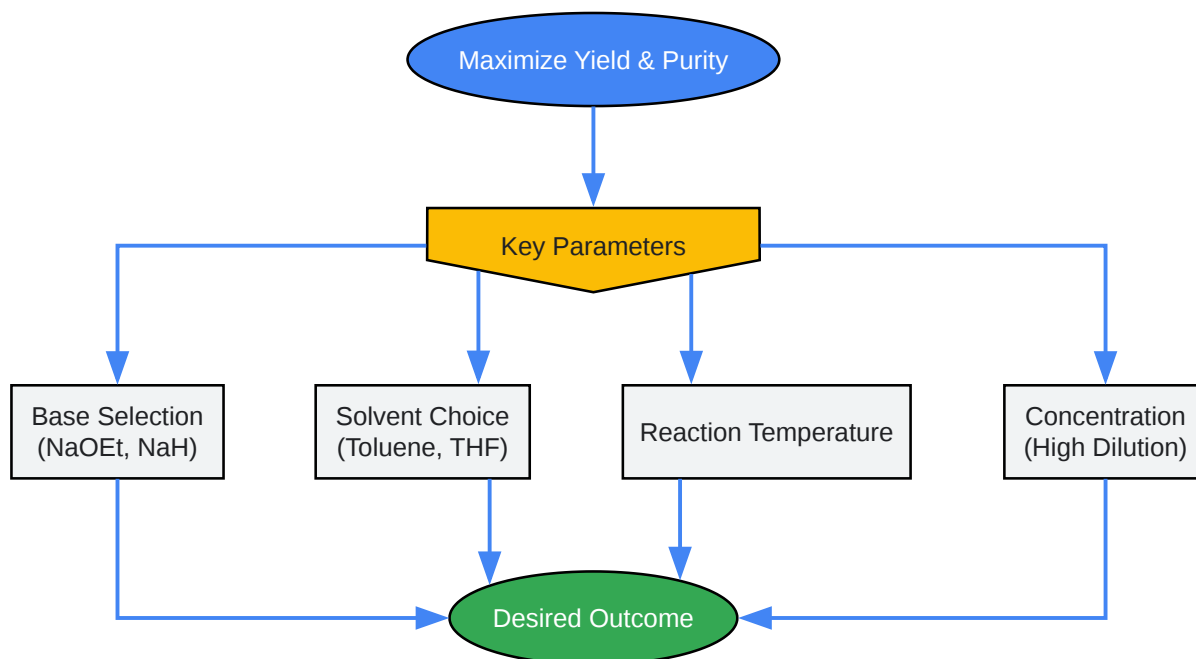 Maximize Yield & Purity
Key Parameters
Base Selection
(NaOEt, NaH)
Solvent Choice
(Toluene, THF)
Reaction Temperature
Concentration
(High Dilution)
Desired Outcome